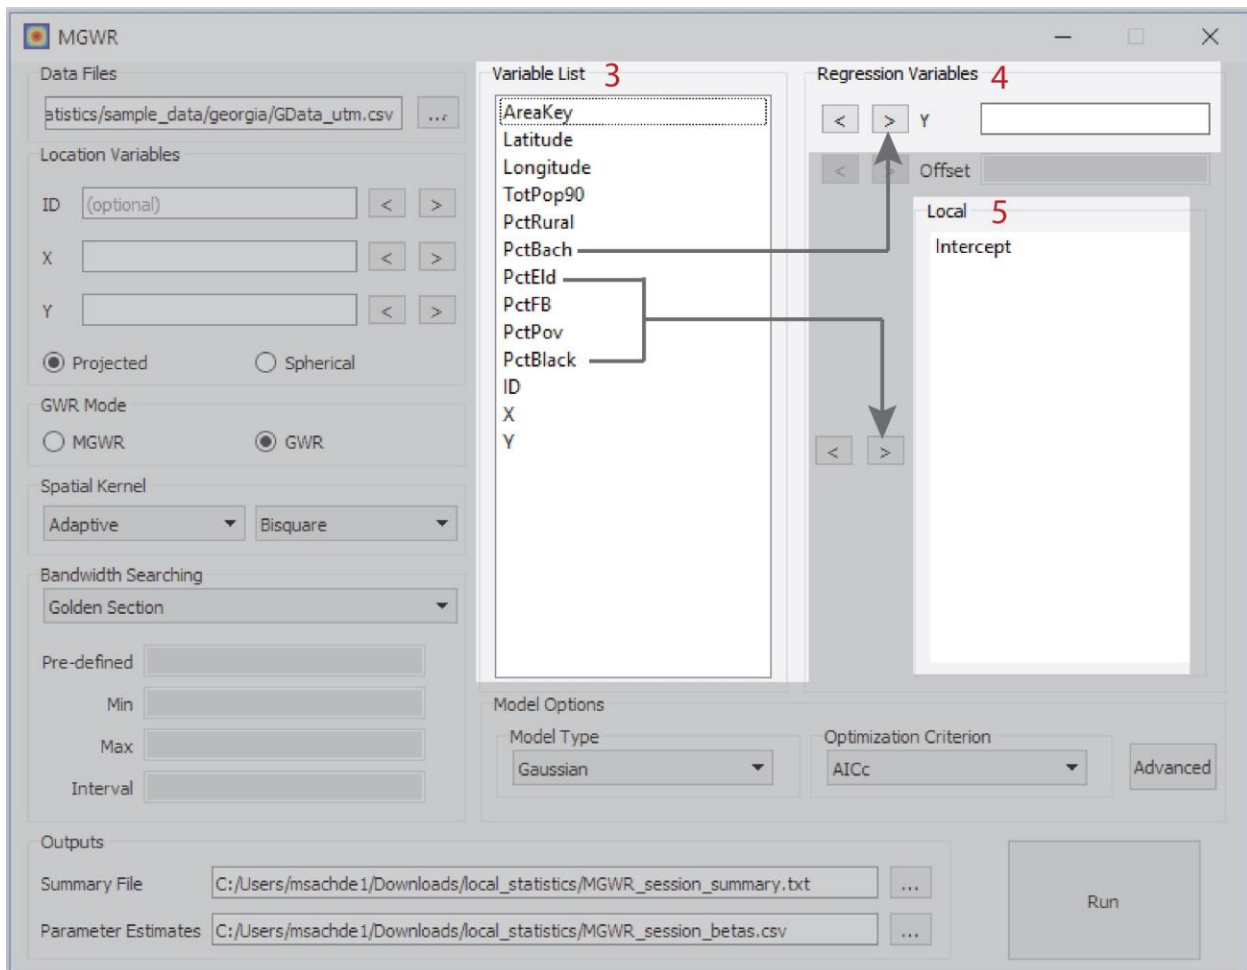 MGWR
Data Files
atistics/sample_data/georgia/GData_utm.csv ...
Location Variables
ID (optional) < >
X < >
Y < >
Projected Spherical
GWR Mode
MGWR GWR
Spatial Kernel
Adaptive Bisquare
Bandwidth Searching
Golden Section
Pre-defined
Min
Max
Interval
Variable List 3
AreaKey
Latitude
Longitude
TotPop90
PctRural
PctBach
PctEld
PctFB
PctPov
PctBlack
ID
X
Y
Regression Variables 4
< > Y
< > Offset
Local 5
Intercept
< >
Model Options
Model Type
Gaussian
Optimization Criterion
AICc
Advanced
Outputs
Summary File C:/Users/msachde1/Downloads/local_statistics/MGWR_session_summary.txt ...
Parameter Estimates C:/Users/msachde1/Downloads/local_statistics/MGWR_session_betas.csv ...
Run